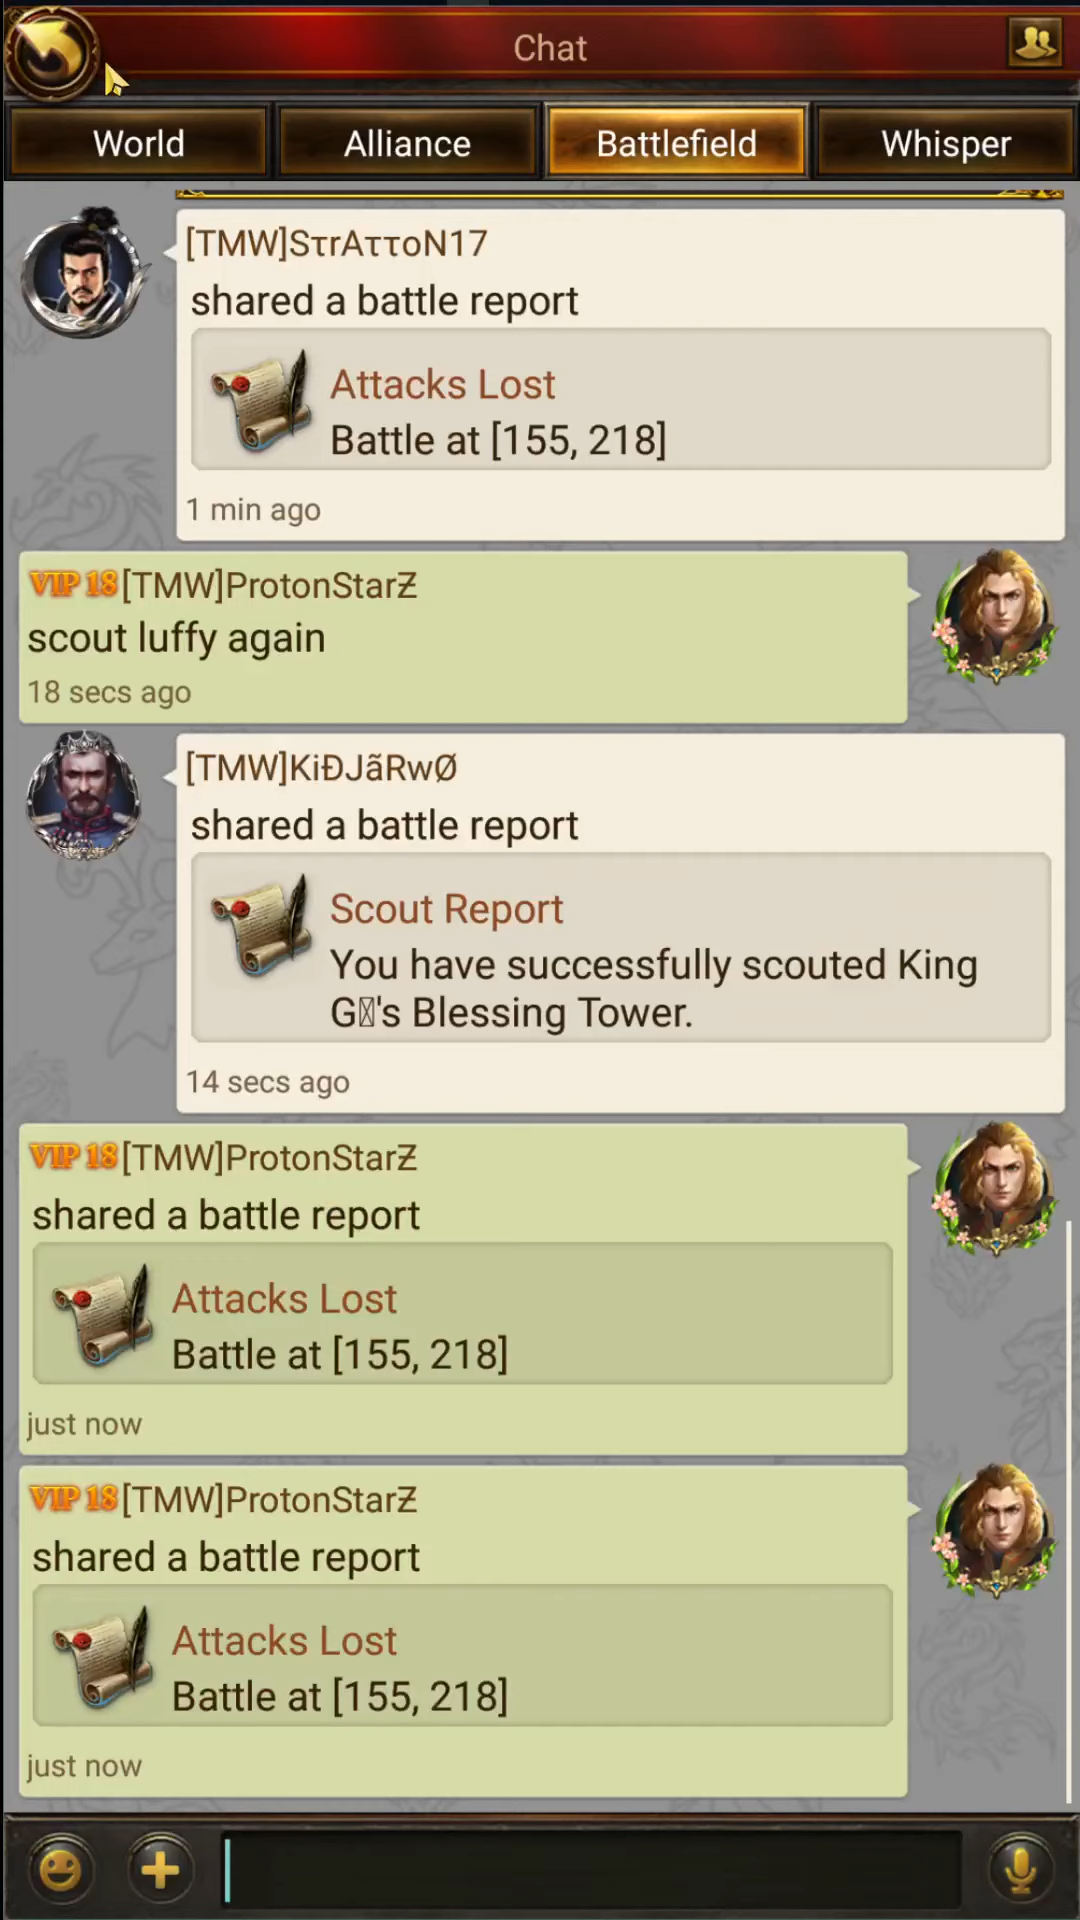 Chat
World
Alliance
Battlefield
Whisper
[TMW]SτrAττoN17
shared a battle report
Attacks Lost
Battle at [155, 218]
1 min ago
VIP 18 [TMW]ProtonStarƵ
scout luffy again
18 secs ago
[TMW]KiĐJãRwØ
shared a battle report
Scout Report
You have successfully scouted King
G's Blessing Tower.
14 secs ago
VIP 18 [TMW]ProtonStarƵ
shared a battle report
Attacks Lost
Battle at [155, 218]
just now
VIP 18 [TMW]ProtonStarƵ
shared a battle report
Attacks Lost
Battle at [155, 218]
just now